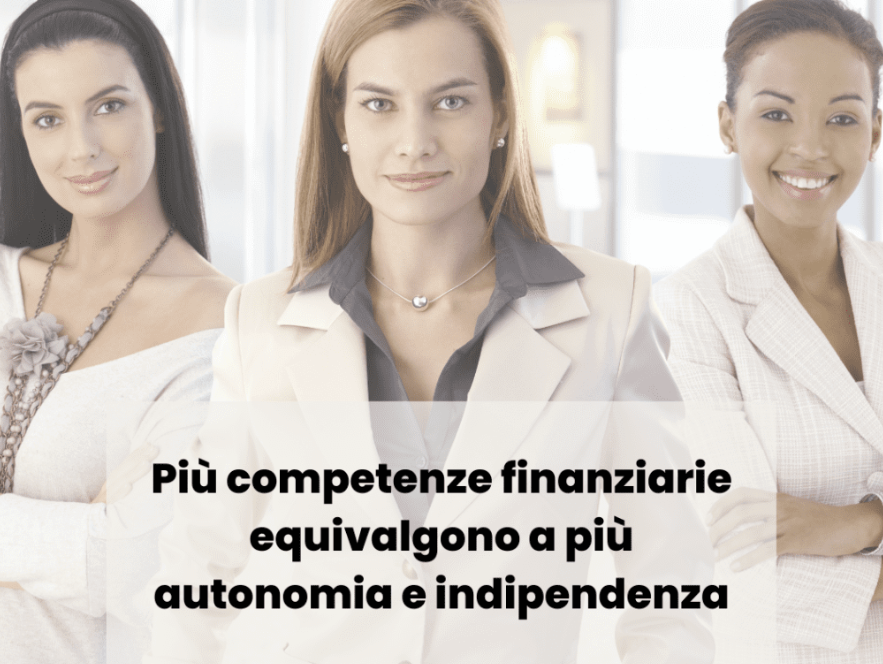 Più competenze finanziarie
equivalgono a più
autonomia e indipendenza